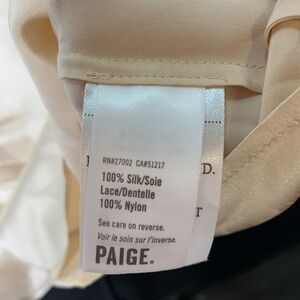 RN#27002 CA#51217
100% Silk/Soie
Lace/Dentelle
100% Nylon
See care on reverse.
Voir le soin sur l'inverse.
PAIGE.
D.